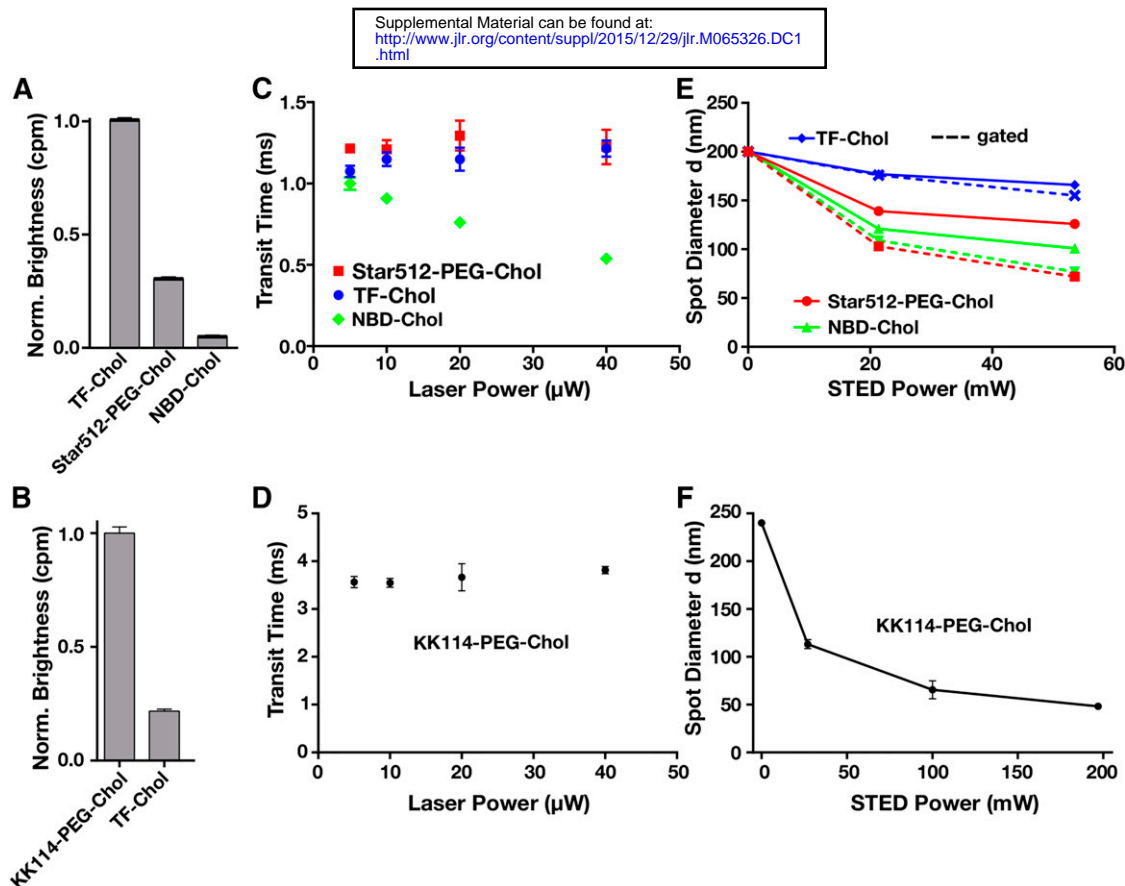 Supplemental Material can be found at:
http://www.jlr.org/content/suppl/2015/12/29/jlr.M065326.DC1
.html
A
Norm. Brightness (cpm)
1.0
0.5
0.0
TF-Chol
Star512-PEG-Chol
NBD-Chol
C
Transit Time (ms)
1.5
1.0
0.5
0.0
Star512-PEG-Chol
TF-Chol
NBD-Chol
0 10 20 30 40 50
Laser Power (µW)
E
Spot Diameter d (nm)
250
200
150
100
50
0
TF-Chol
gated
Star512-PEG-Chol
NBD-Chol
0 20 40 60
STED Power (mW)
B
Norm. Brightness (cpm)
1.0
0.5
0.0
KK114-PEG-Chol
TF-Chol
D
Transit Time (ms)
5
4
3
2
1
0
KK114-PEG-Chol
0 10 20 30 40 50
Laser Power (µW)
F
Spot Diameter d (nm)
250
200
150
100
50
0
KK114-PEG-Chol
0 50 100 150 200
STED Power (mW)